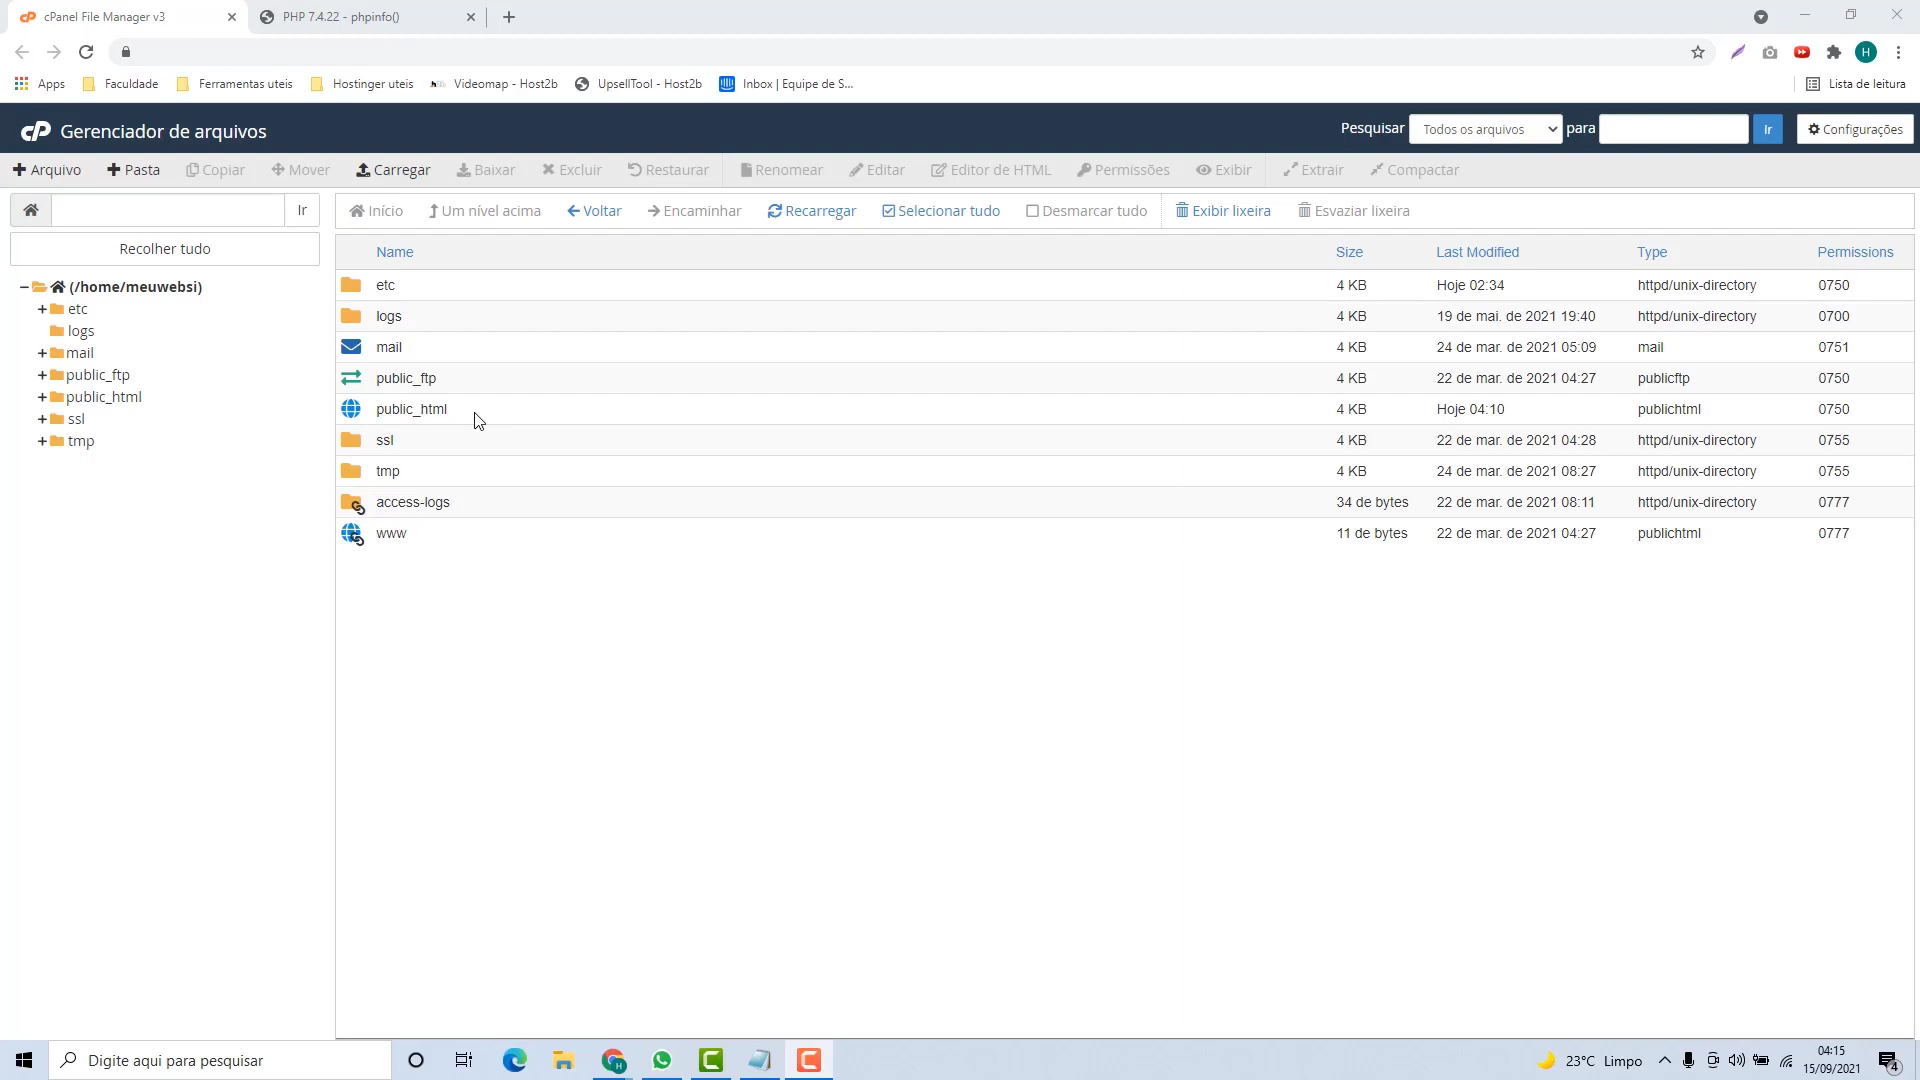 cPanel File Manager v3
PHP 7.4.22 - phpinfo()
H
Apps Faculdade Ferramentas uteis Hostinger uteis Videomap - Host2b UpsellTool - Host2b Inbox | Equipe de S... Lista de leitura
cP Gerenciador de arquivos Pesquisar Todos os arquivos para Ir Configurações
Arquivo Pasta Copiar Mover Carregar Baixar Excluir Restaurar Renomear Editar Editor de HTML Permissões Exibir Extrair Compactar
Ir Início Um nível acima Voltar Encaminhar Recarregar Selecionar tudo Desmarcar tudo Exibir lixeira Esvaziar lixeira
Recolher tudo
(/home/meuwebsi)
etc
logs
mail
public_ftp
public_html
ssl
tmp
Name Size Last Modified Type Permissions
etc 4 KB Hoje 02:34 httpd/unix-directory 0750
logs 4 KB 19 de mai. de 2021 19:40 httpd/unix-directory 0700
mail 4 KB 24 de mar. de 2021 05:09 mail 0751
public_ftp 4 KB 22 de mar. de 2021 04:27 publicftp 0750
public_html 4 KB Hoje 04:10 publichtml 0750
ssl 4 KB 22 de mar. de 2021 04:28 httpd/unix-directory 0755
tmp 4 KB 24 de mar. de 2021 08:27 httpd/unix-directory 0755
access-logs 34 de bytes 22 de mar. de 2021 08:11 httpd/unix-directory 0777
www 11 de bytes 22 de mar. de 2021 04:27 publichtml 0777
Digite aqui para pesquisar
23°C Limpo
04:15
15/09/2021
4